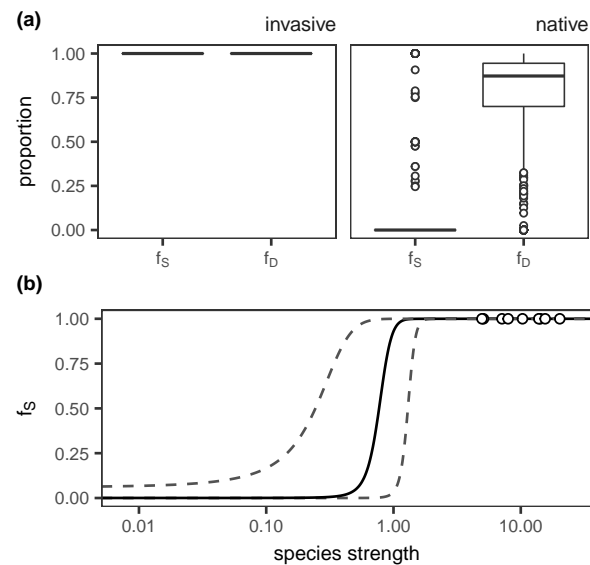 (a)
invasive
native
proportion
1.00
0.75
0.50
0.25
0.00
fS
fD
fS
fD
(b)
fS
1.00
0.75
0.50
0.25
0.00
0.01
0.10
1.00
10.00
species strength